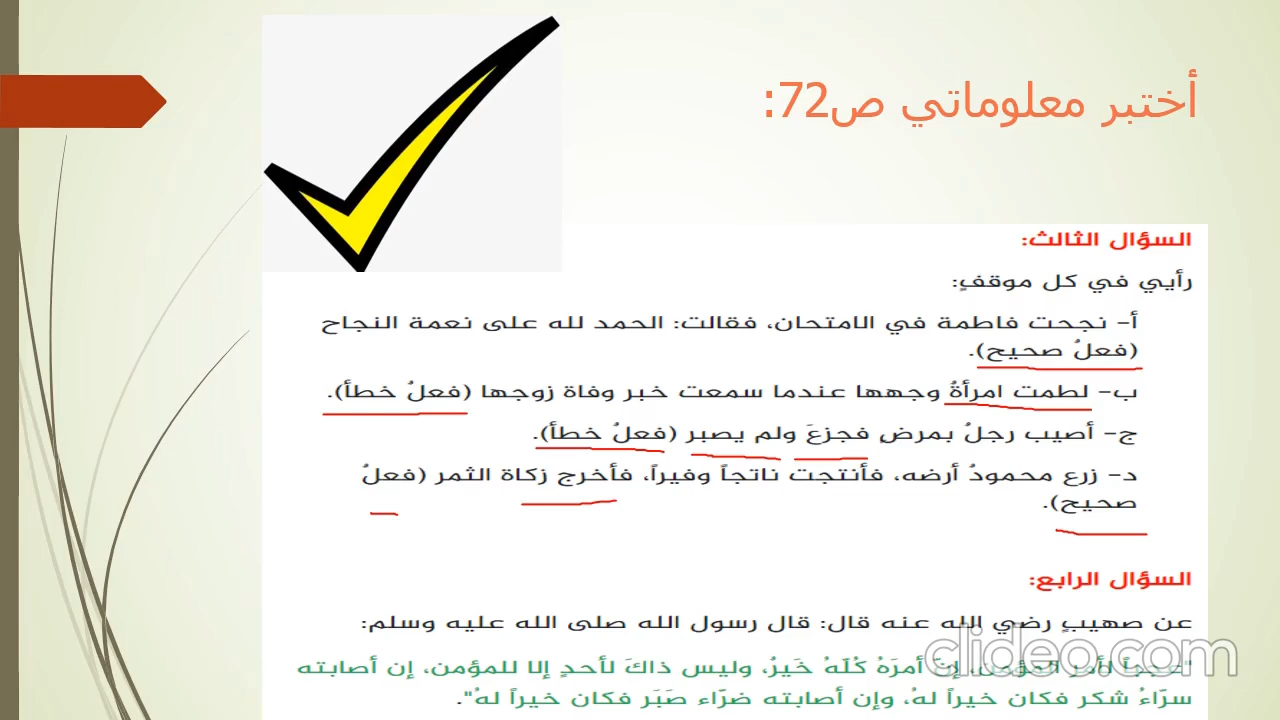 أختبر معلوماتي ص72:
السؤال الثالث:
رأيي في كل موقفٍ:
أ- نجحت فاطمة في الامتحان، فقالت: الحمد لله على نعمة النجاح
(فعلٌ صحيح).
ب- لطمت امرأةٌ وجهها عندما سمعت خبر وفاة زوجها (فعلٌ خطأ).
ج- أصيب رجلٌ بمرضٍ فجزعَ ولم يصبر (فعلٌ خطأ).
د- زرع محمودٌ أرضه، فأنتجت ناتجاً وفيراً، فأخرج زكاة الثمر (فعلٌ
صحيح).
السؤال الرابع:
عن صهيبٍ رضي الله عنه قال: قال رسول الله صلى الله عليه وسلم:
"عجباً لأمر المؤمن، إنّ أمرَهُ كُلَهُ خَيرٌ، وليس ذاكَ لأحدٍ إلا للمؤمن، إن أصابته
سرّاءُ شكر فكان خيراً لهُ، وإن أصابته ضرّاء صَبَر فكان خيراً لهُ".
clideo.com